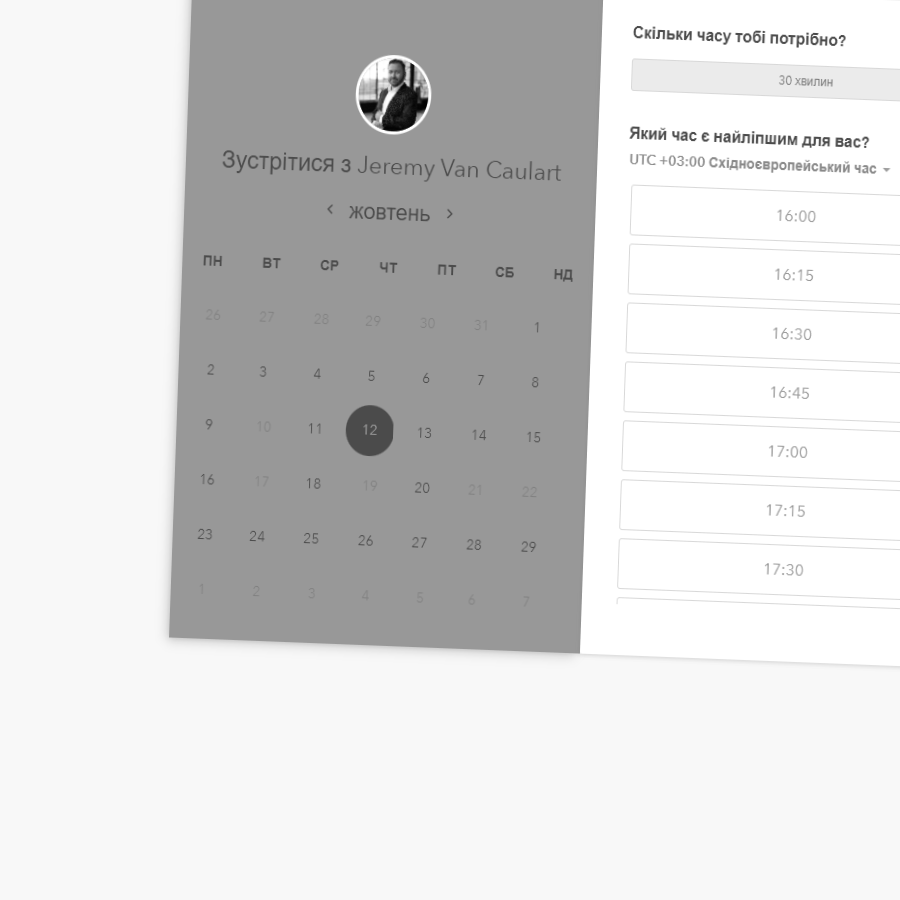 Зустрітися з Jeremy Van Caulart
жовтень
ПН ВТ СР ЧТ ПТ СБ НД
26 27 28 29 30 31 1
2 3 4 5 6 7 8
9 10 11 12 13 14 15
16 17 18 19 20 21 22
23 24 25 26 27 28 29
1 2 3 4 5 6 7
Скільки часу тобі потрібно?
30 хвилин
Який час є найліпшим для вас?
UTC +03:00 Східноєвропейський час
16:00
16:15
16:30
16:45
17:00
17:15
17:30